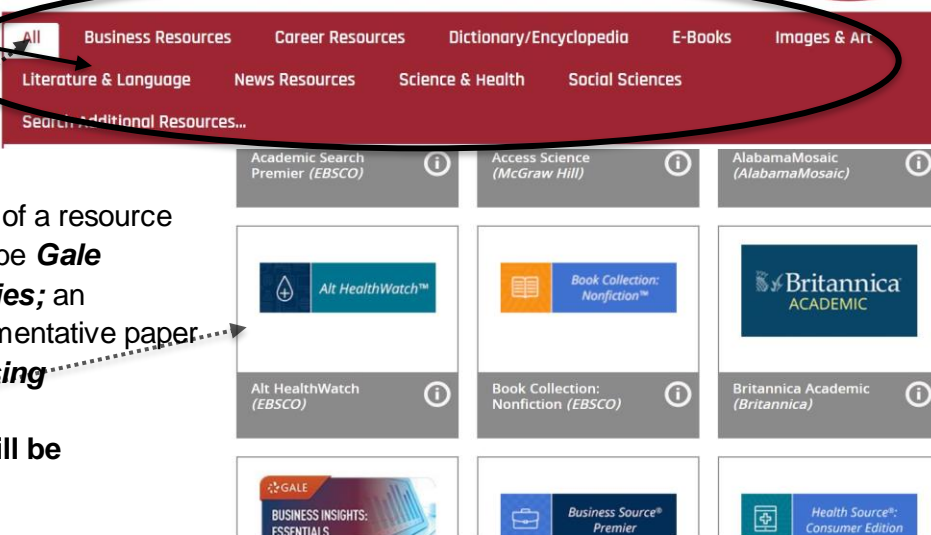 All Business Resources Career Resources Dictionary/Encyclopedia E-Books Images & Art
Literature & Language News Resources Science & Health Social Sciences
Search Additional Resources...
Academic Search
Premier (EBSCO)
Access Science
(McGraw Hill)
AlabamaMosaic
(AlabamaMosaic)
of a resource
be Gale
ies; an
mentative paper
sing
ill be
Alt HealthWatch™
Book Collection:
Nonfiction™
Britannica
ACADEMIC
Alt HealthWatch
(EBSCO)
Book Collection:
Nonfiction (EBSCO)
Britannica Academic
(Britannica)
GALE
BUSINESS INSIGHTS:
ESSENTIALS
Business Source®
Premier
Health Source®:
Consumer Edition